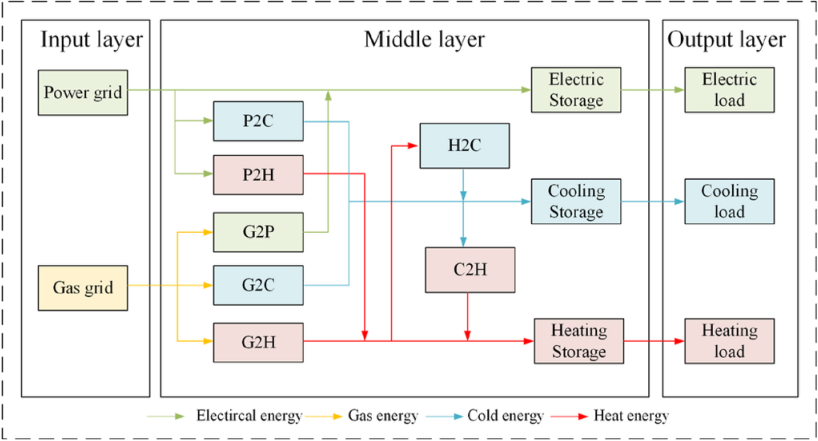 Input layer
Middle layer
Output layer
Power grid
Electric
Storage
Electric
load
P2C
H2C
P2H
Cooling
Storage
Cooling
load
G2P
Gas grid
G2C
C2H
G2H
Heating
Storage
Heating
load
Electircal energy
Gas energy
Cold energy
Heat energy